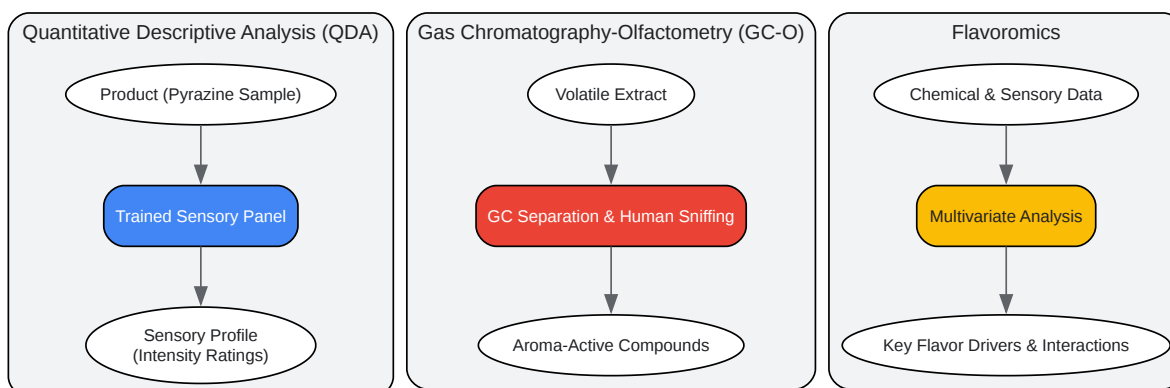 Quantitative Descriptive Analysis (QDA)
Product (Pyrazine Sample)
Trained Sensory Panel
Sensory Profile
(Intensity Ratings)
Gas Chromatography-Olfactometry (GC-O)
Volatile Extract
GC Separation & Human Sniffing
Aroma-Active Compounds
Flavoromics
Chemical & Sensory Data
Multivariate Analysis
Key Flavor Drivers & Interactions